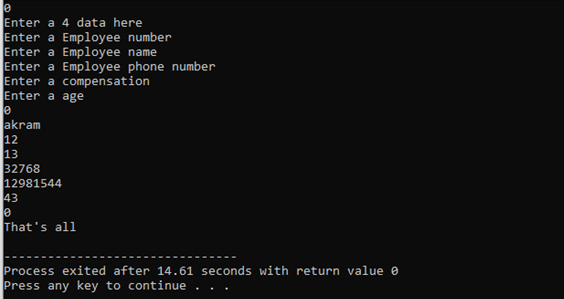 0
Enter a 4 data here
Enter a Employee number
Enter a Employee name
Enter a Employee phone number
Enter a compensation
Enter a age
0
akram
12
13
32768
12981544
43
0
That's all
--------------------------------
Process exited after 14.61 seconds with return value 0
Press any key to continue . . .